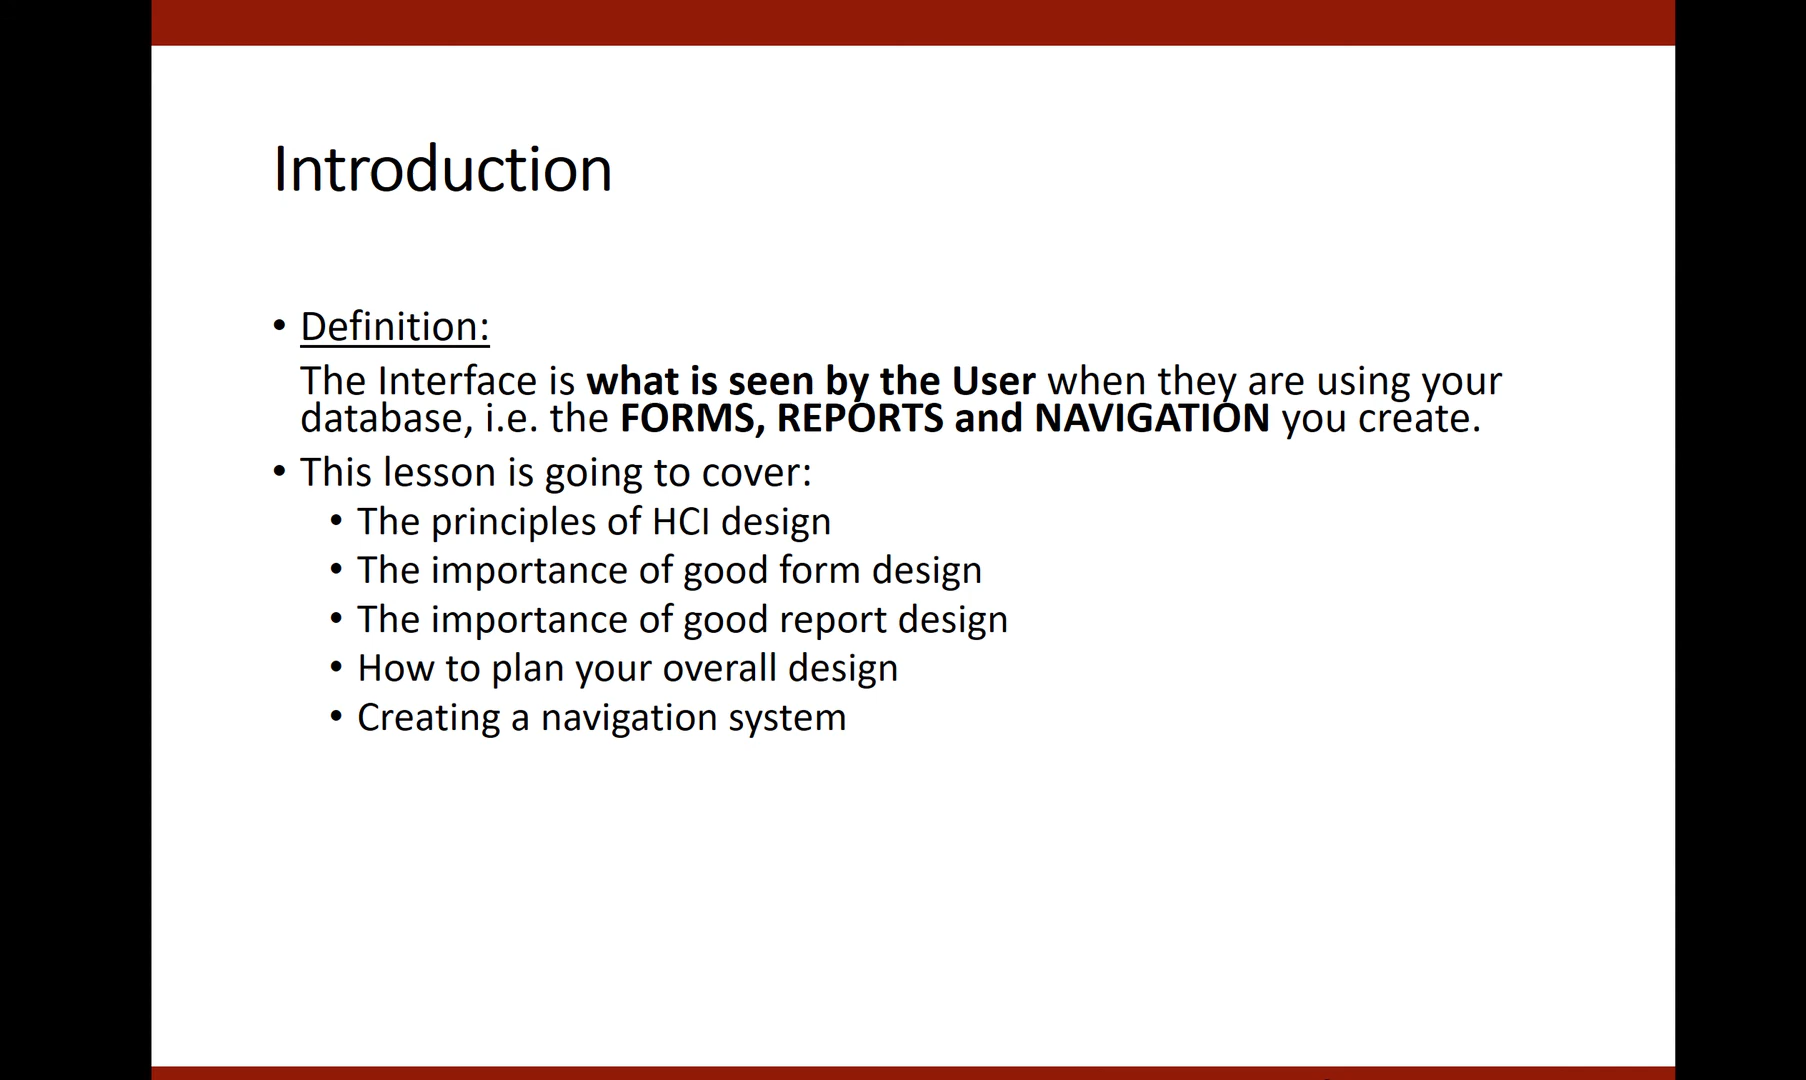 Introduction
• Definition:
The Interface is what is seen by the User when they are using your
database, i.e. the FORMS, REPORTS and NAVIGATION you create.
• This lesson is going to cover:
• The principles of HCI design
• The importance of good form design
• The importance of good report design
• How to plan your overall design
• Creating a navigation system